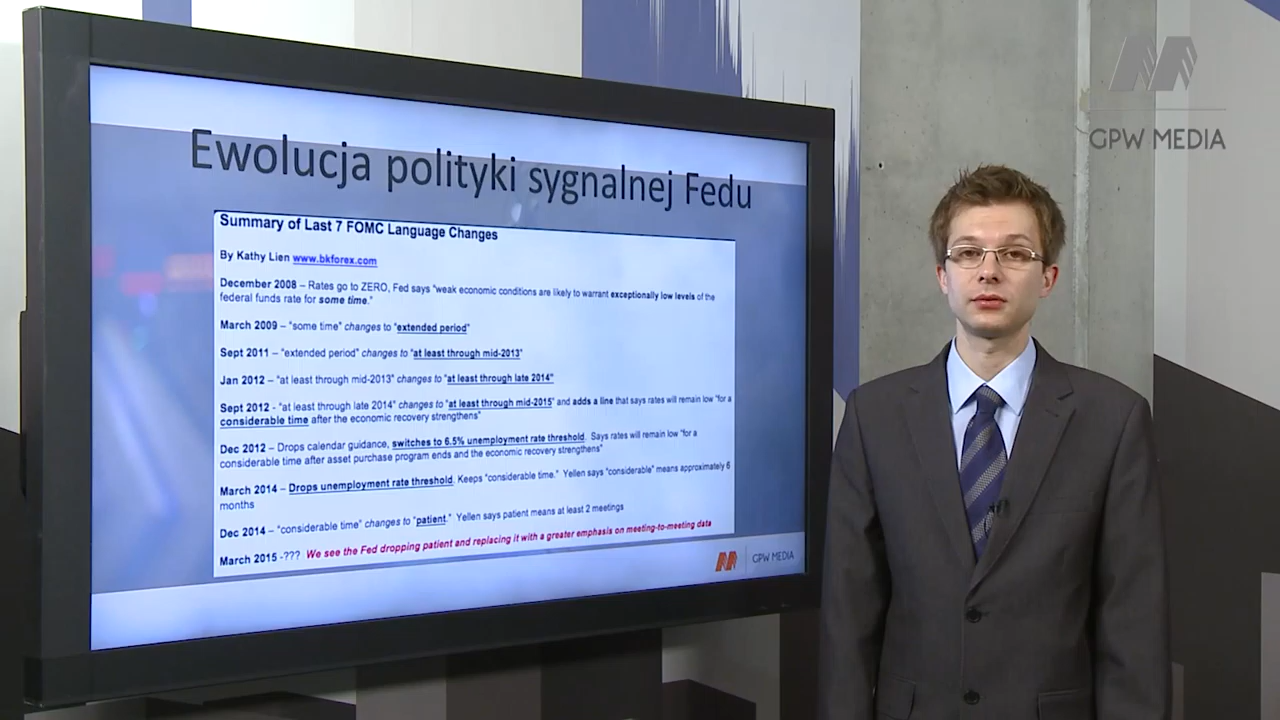 GPW MEDIA
Ewolucja polityki sygnalnej Fedu
Summary of Last 7 FOMC Language Changes
By Kathy Lien www.bkforex.com
December 2008 – Rates go to ZERO, Fed says "weak economic conditions are likely to warrant exceptionally low levels of the
federal funds rate for some time."
March 2009 – "some time" changes to "extended period"
Sept 2011 – "extended period" changes to "at least through mid-2013"
Jan 2012 – "at least through mid-2013" changes to "at least through late 2014"
Sept 2012 - "at least through late 2014" changes to "at least through mid-2015" and adds a line that says rates will remain low "for a
considerable time after the economic recovery strengthens"
Dec 2012 – Drops calendar guidance, switches to 6.5% unemployment rate threshold. Says rates will remain low "for a
considerable time after asset purchase program ends and the economic recovery strengthens"
March 2014 – Drops unemployment rate threshold. Keeps "considerable time." Yellen says "considerable" means approximately 6
months
Dec 2014 – "considerable time" changes to "patient." Yellen says patient means at least 2 meetings
March 2015 -??? We see the Fed dropping patient and replacing it with a greater emphasis on meeting-to-meeting data
GPW MEDIA